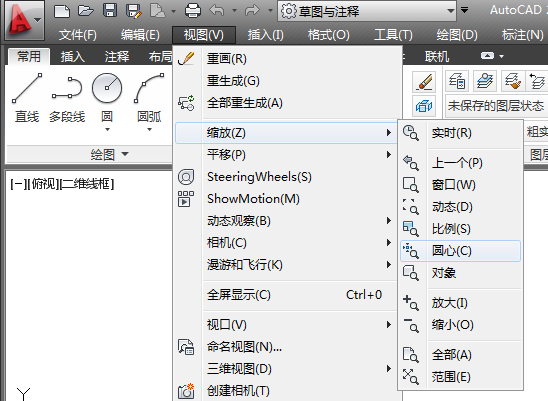 草图与注释 AutoCAD 2
文件(F) 编辑(E) 视图(V) 插入(I) 格式(O) 工具(T) 绘图(D) 标注(N)
常用 插入 注释 布局 联机
直线 多段线 圆 圆弧
绘图
未保存的图层状态
粗实
图层
[−][俯视][二维线框]
重画(R)
重生成(G)
全部重生成(A)
缩放(Z)
平移(P)
SteeringWheels(S)
ShowMotion(M)
动态观察(B)
相机(C)
漫游和飞行(K)
全屏显示(C) Ctrl+0
视口(V)
命名视图(N)...
三维视图(D)
创建相机(T)
实时(R)
上一个(P)
窗口(W)
动态(D)
比例(S)
圆心(C)
对象
放大(I)
缩小(O)
全部(A)
范围(E)
Y